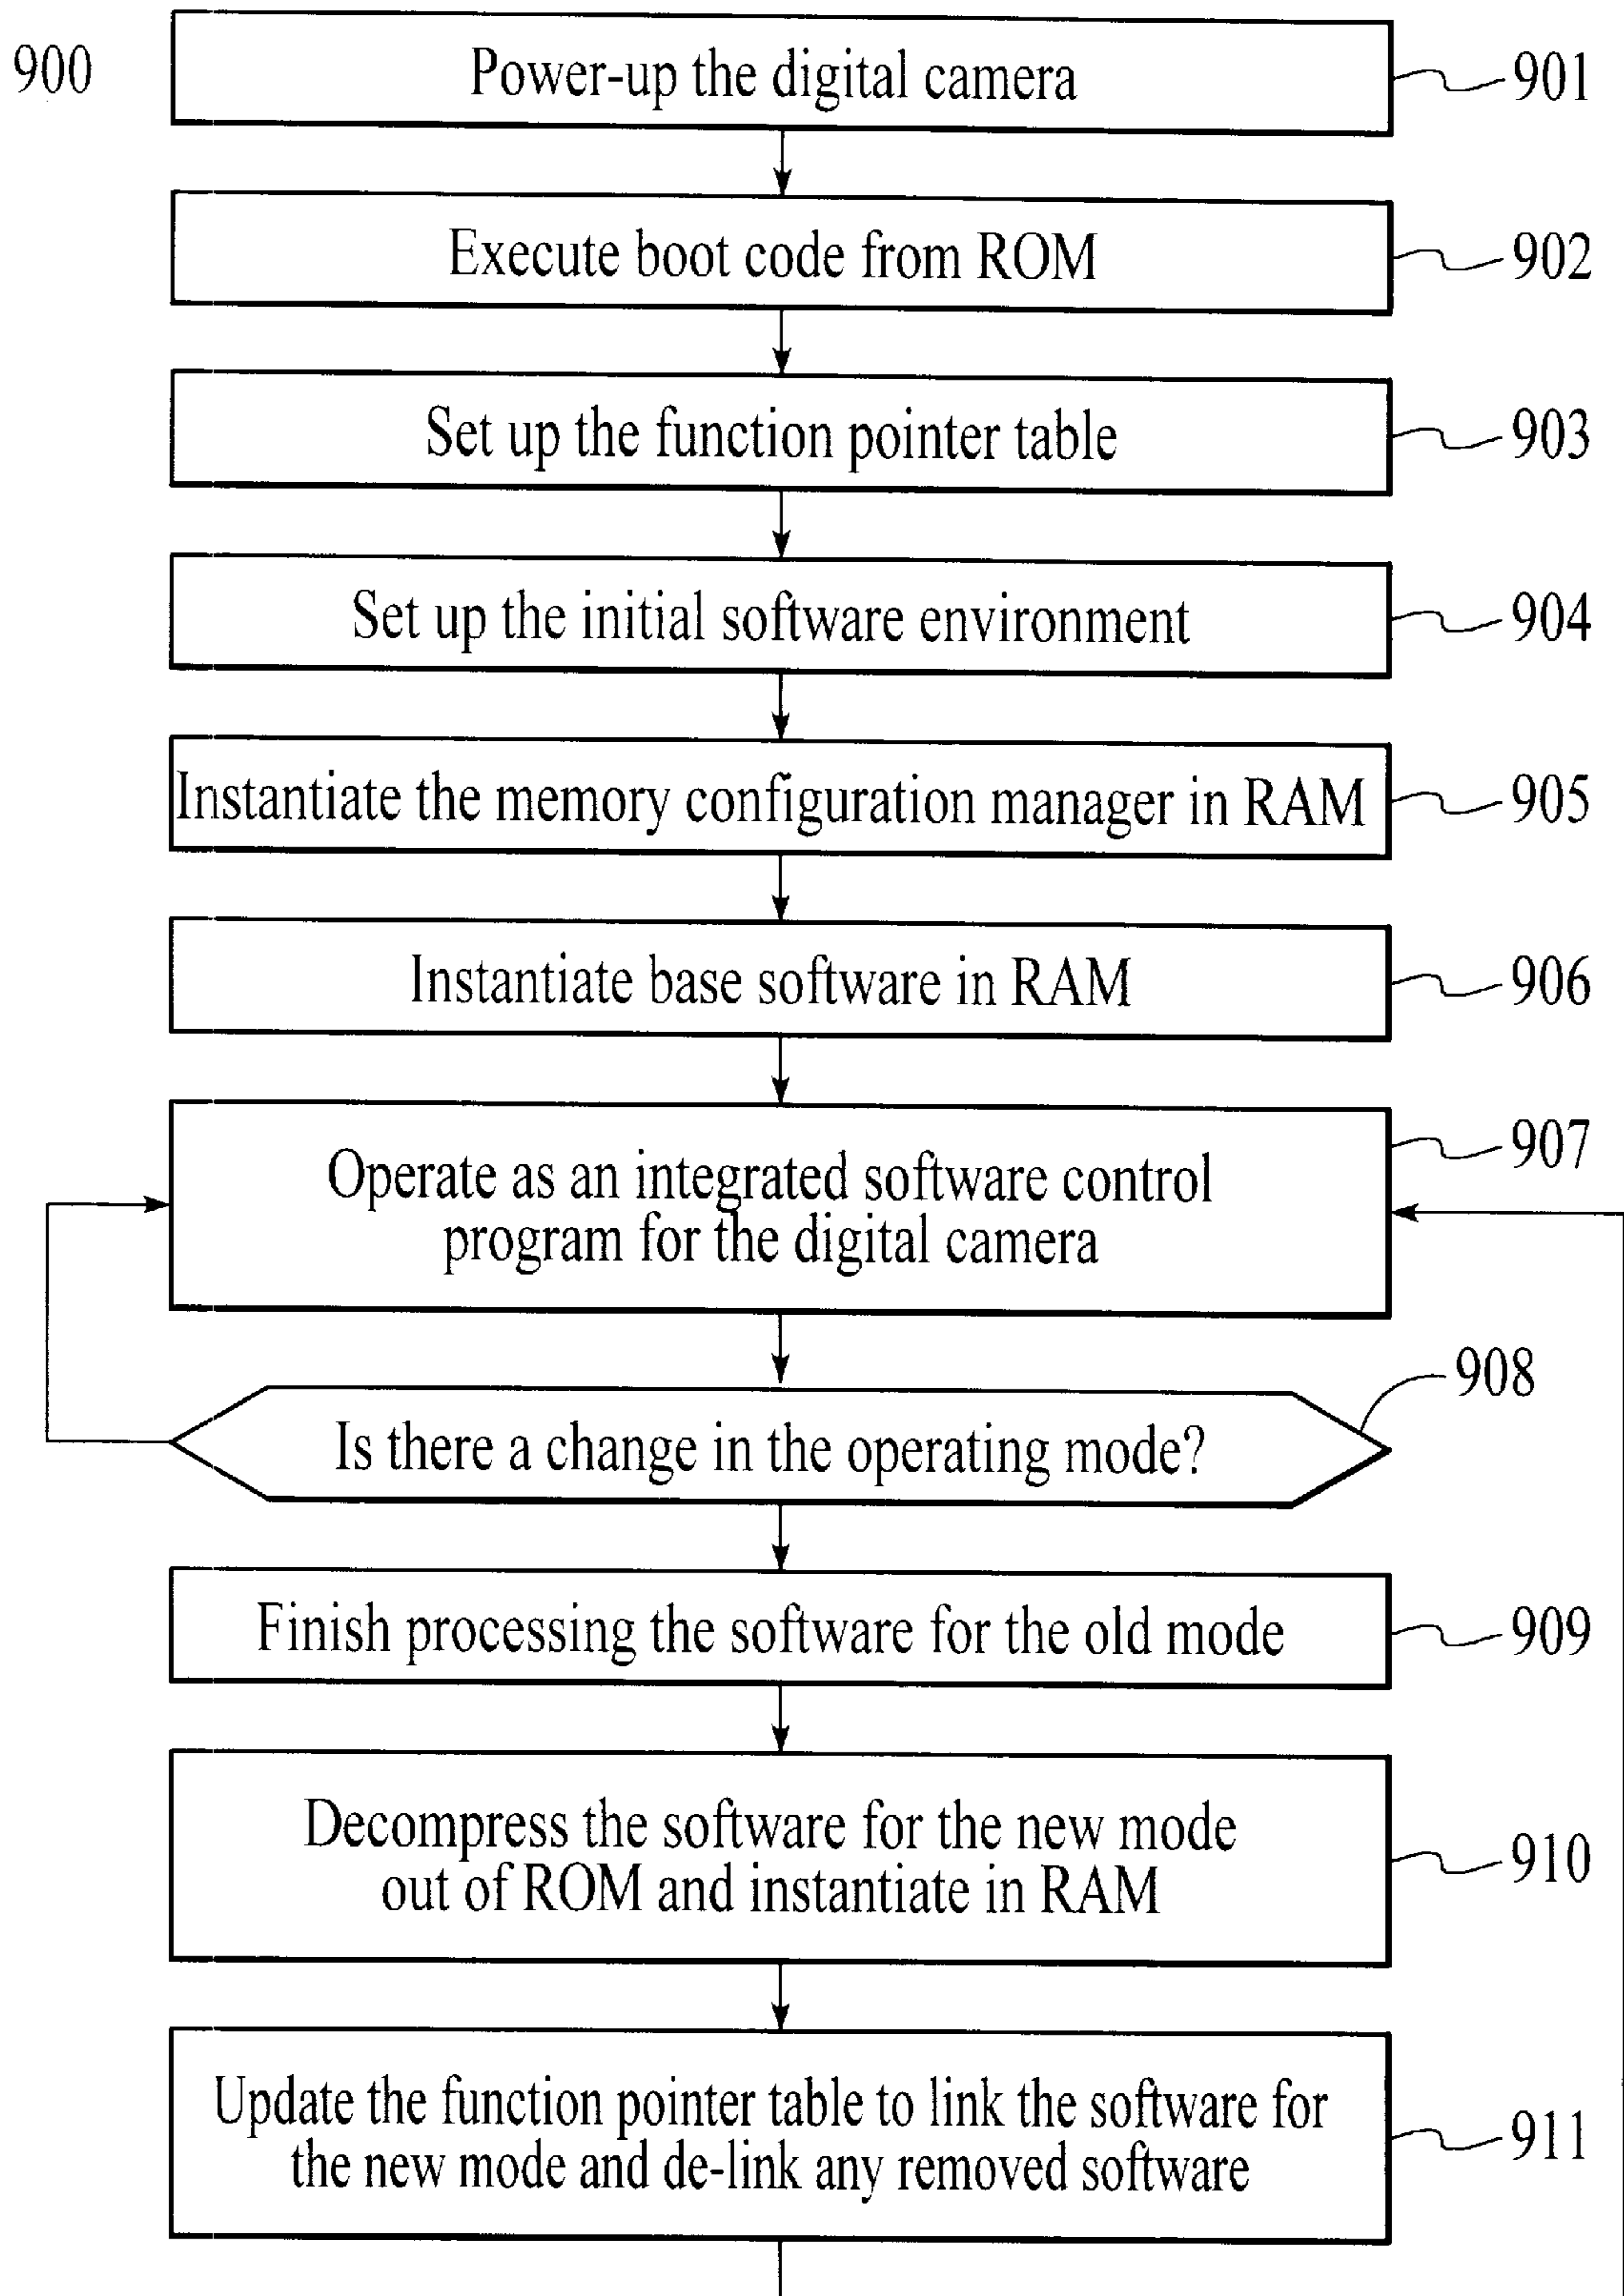 900
Power-up the digital camera
901
Execute boot code from ROM
902
Set up the function pointer table
903
Set up the initial software environment
904
Instantiate the memory configuration manager in RAM
905
Instantiate base software in RAM
906
Operate as an integrated software control
program for the digital camera
907
Is there a change in the operating mode?
908
Finish processing the software for the old mode
909
Decompress the software for the new mode
out of ROM and instantiate in RAM
910
Update the function pointer table to link the software for
the new mode and de-link any removed software
911